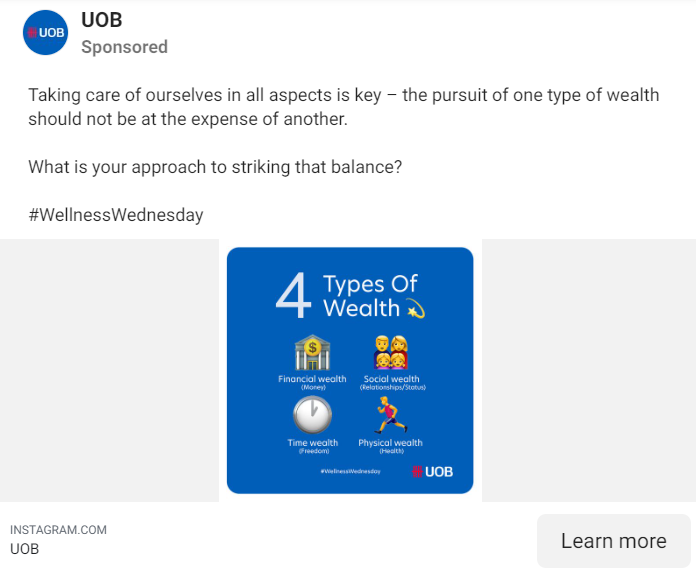 UOB
UOB
Sponsored
Taking care of ourselves in all aspects is key – the pursuit of one type of wealth
should not be at the expense of another.
What is your approach to striking that balance?
#WellnessWednesday
4 Types Of
Wealth
$
Financial wealth
(Money)
Social wealth
(Relationships/Status)
Time wealth
(Freedom)
Physical wealth
(Health)
#WellnessWednesday
UOB
INSTAGRAM.COM
UOB
Learn more